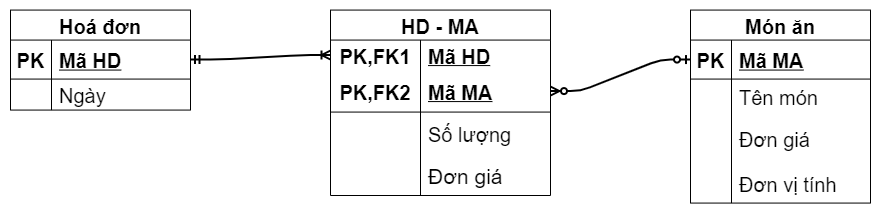 Hoá đơn
PK Mã HD
Ngày
HD - MA
PK,FK1 Mã HD
PK,FK2 Mã MA
Số lượng
Đơn giá
Món ăn
PK Mã MA
Tên món
Đơn giá
Đơn vị tính